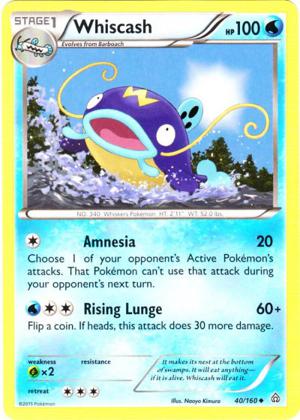 STAGE1
Whiscash
HP 100
Evolves from Barboach
NO. 340 Whiskers Pokémon HT: 2'11" WT: 52.0 lbs.
Amnesia 20
Choose 1 of your opponent's Active Pokémon's
attacks. That Pokémon can't use that attack during
your opponent's next turn.
Rising Lunge 60+
Flip a coin. If heads, this attack does 30 more damage.
weakness resistance
×2
retreat
It makes its nest at the bottom
of swamps. It will eat anything—
if it is alive, Whiscash will eat it.
Illus. Naoyo Kimura
©2015 Pokémon
40/160